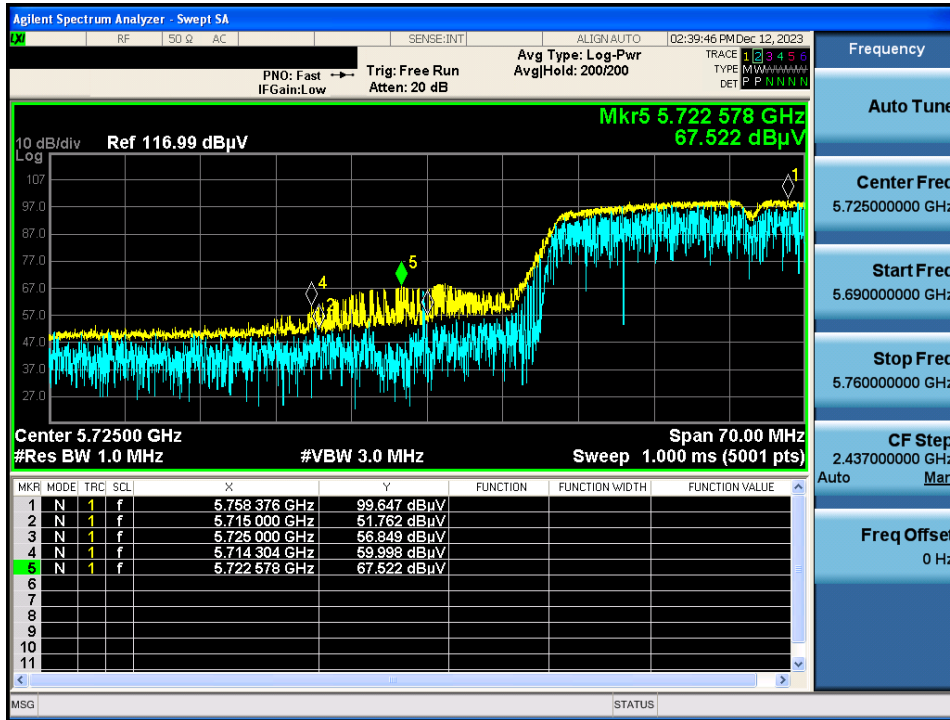 Agilent Spectrum Analyzer - Swept SA
LXI RF 50 Ω AC SENSE:INT ALIGN AUTO 02:39:46 PM Dec 12, 2023
PNO: Fast Trig: Free Run Avg Type: Log-Pwr TRACE 1 2 3 4 5 6
IFGain:Low Atten: 20 dB Avg|Hold: 200/200 TYPE M W
DET P P N N N N
Mkr5 5.722 578 GHz
67.522 dBµV
10 dB/div Ref 116.99 dBµV
Log
107
97.0
87.0
77.0
67.0
57.0
47.0
37.0
27.0
1
4
5
2
Center 5.72500 GHz Span 70.00 MHz
#Res BW 1.0 MHz #VBW 3.0 MHz Sweep 1.000 ms (5001 pts)
MKR MODE TRC SCL X Y FUNCTION FUNCTION WIDTH FUNCTION VALUE
1 N 1 f 5.758 376 GHz 99.647 dBµV
2 N 1 f 5.715 000 GHz 51.762 dBµV
3 N 1 f 5.725 000 GHz 56.849 dBµV
4 N 1 f 5.714 304 GHz 59.998 dBµV
5 N 1 f 5.722 578 GHz 67.522 dBµV
6
7
8
9
10
11
MSG STATUS
Frequency
Auto Tune
Center Freq
5.725000000 GHz
Start Freq
5.690000000 GHz
Stop Freq
5.760000000 GHz
CF Step
2.437000000 GHz
Auto Man
Freq Offset
0 Hz